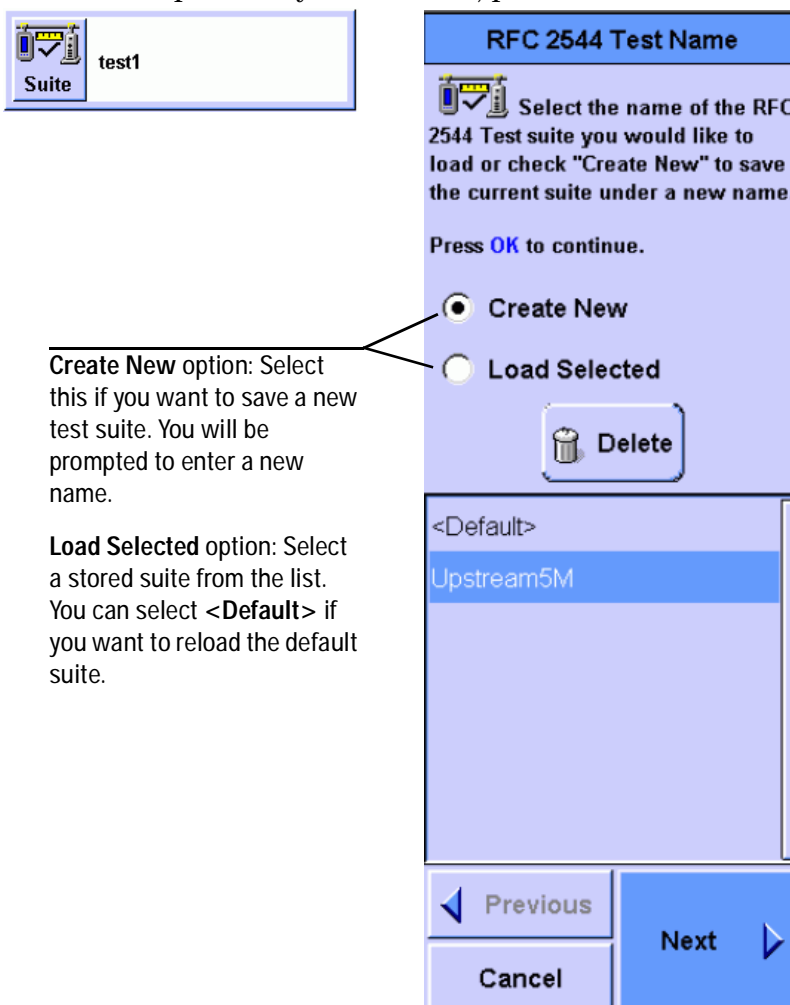 Suite
test1
Create New option: Select
this if you want to save a new
test suite. You will be
prompted to enter a new
name.
Load Selected option: Select
a stored suite from the list.
You can select <Default> if
you want to reload the default
suite.
RFC 2544 Test Name
Select the name of the RFC
2544 Test suite you would like to
load or check "Create New" to save
the current suite under a new name
Press OK to continue.
Create New
Load Selected
Delete
<Default>
Upstream5M
Previous
Next
Cancel